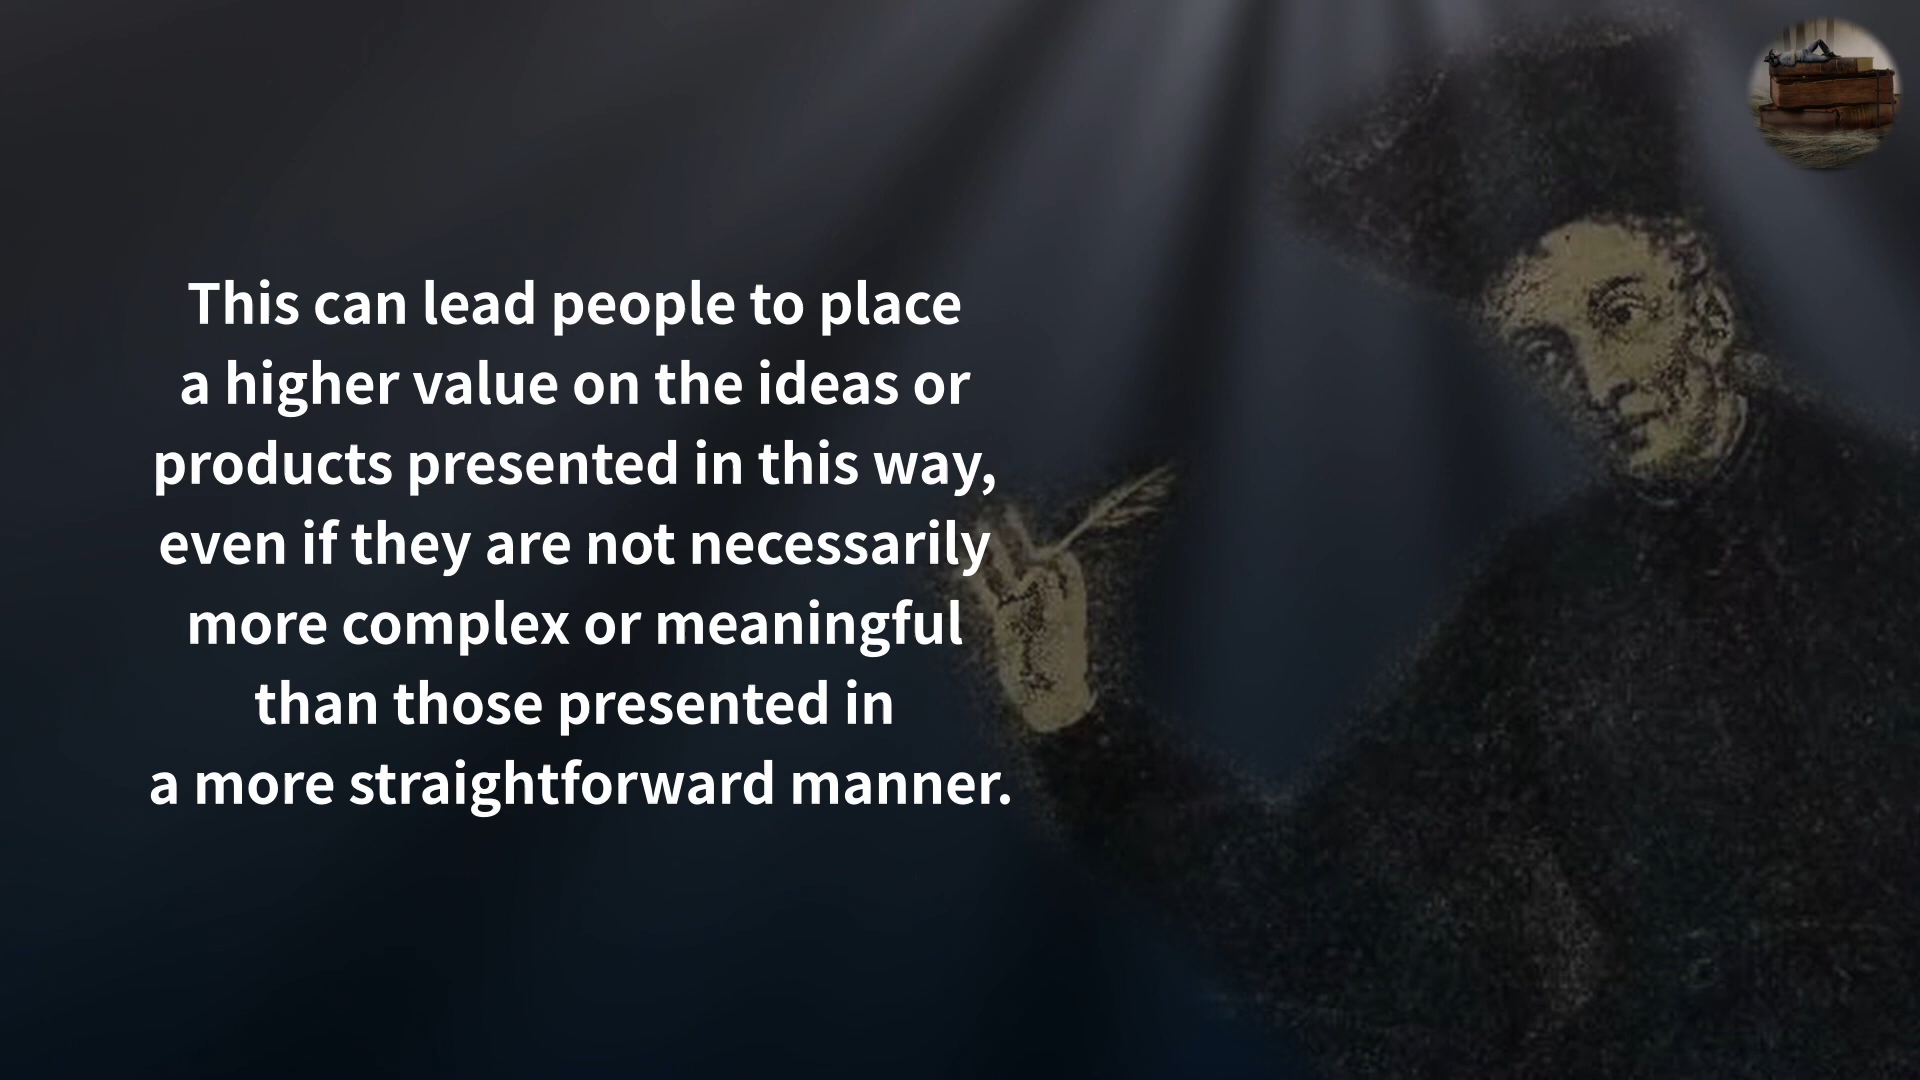 This can lead people to place
a higher value on the ideas or
products presented in this way,
even if they are not necessarily
more complex or meaningful
than those presented in
a more straightforward manner.